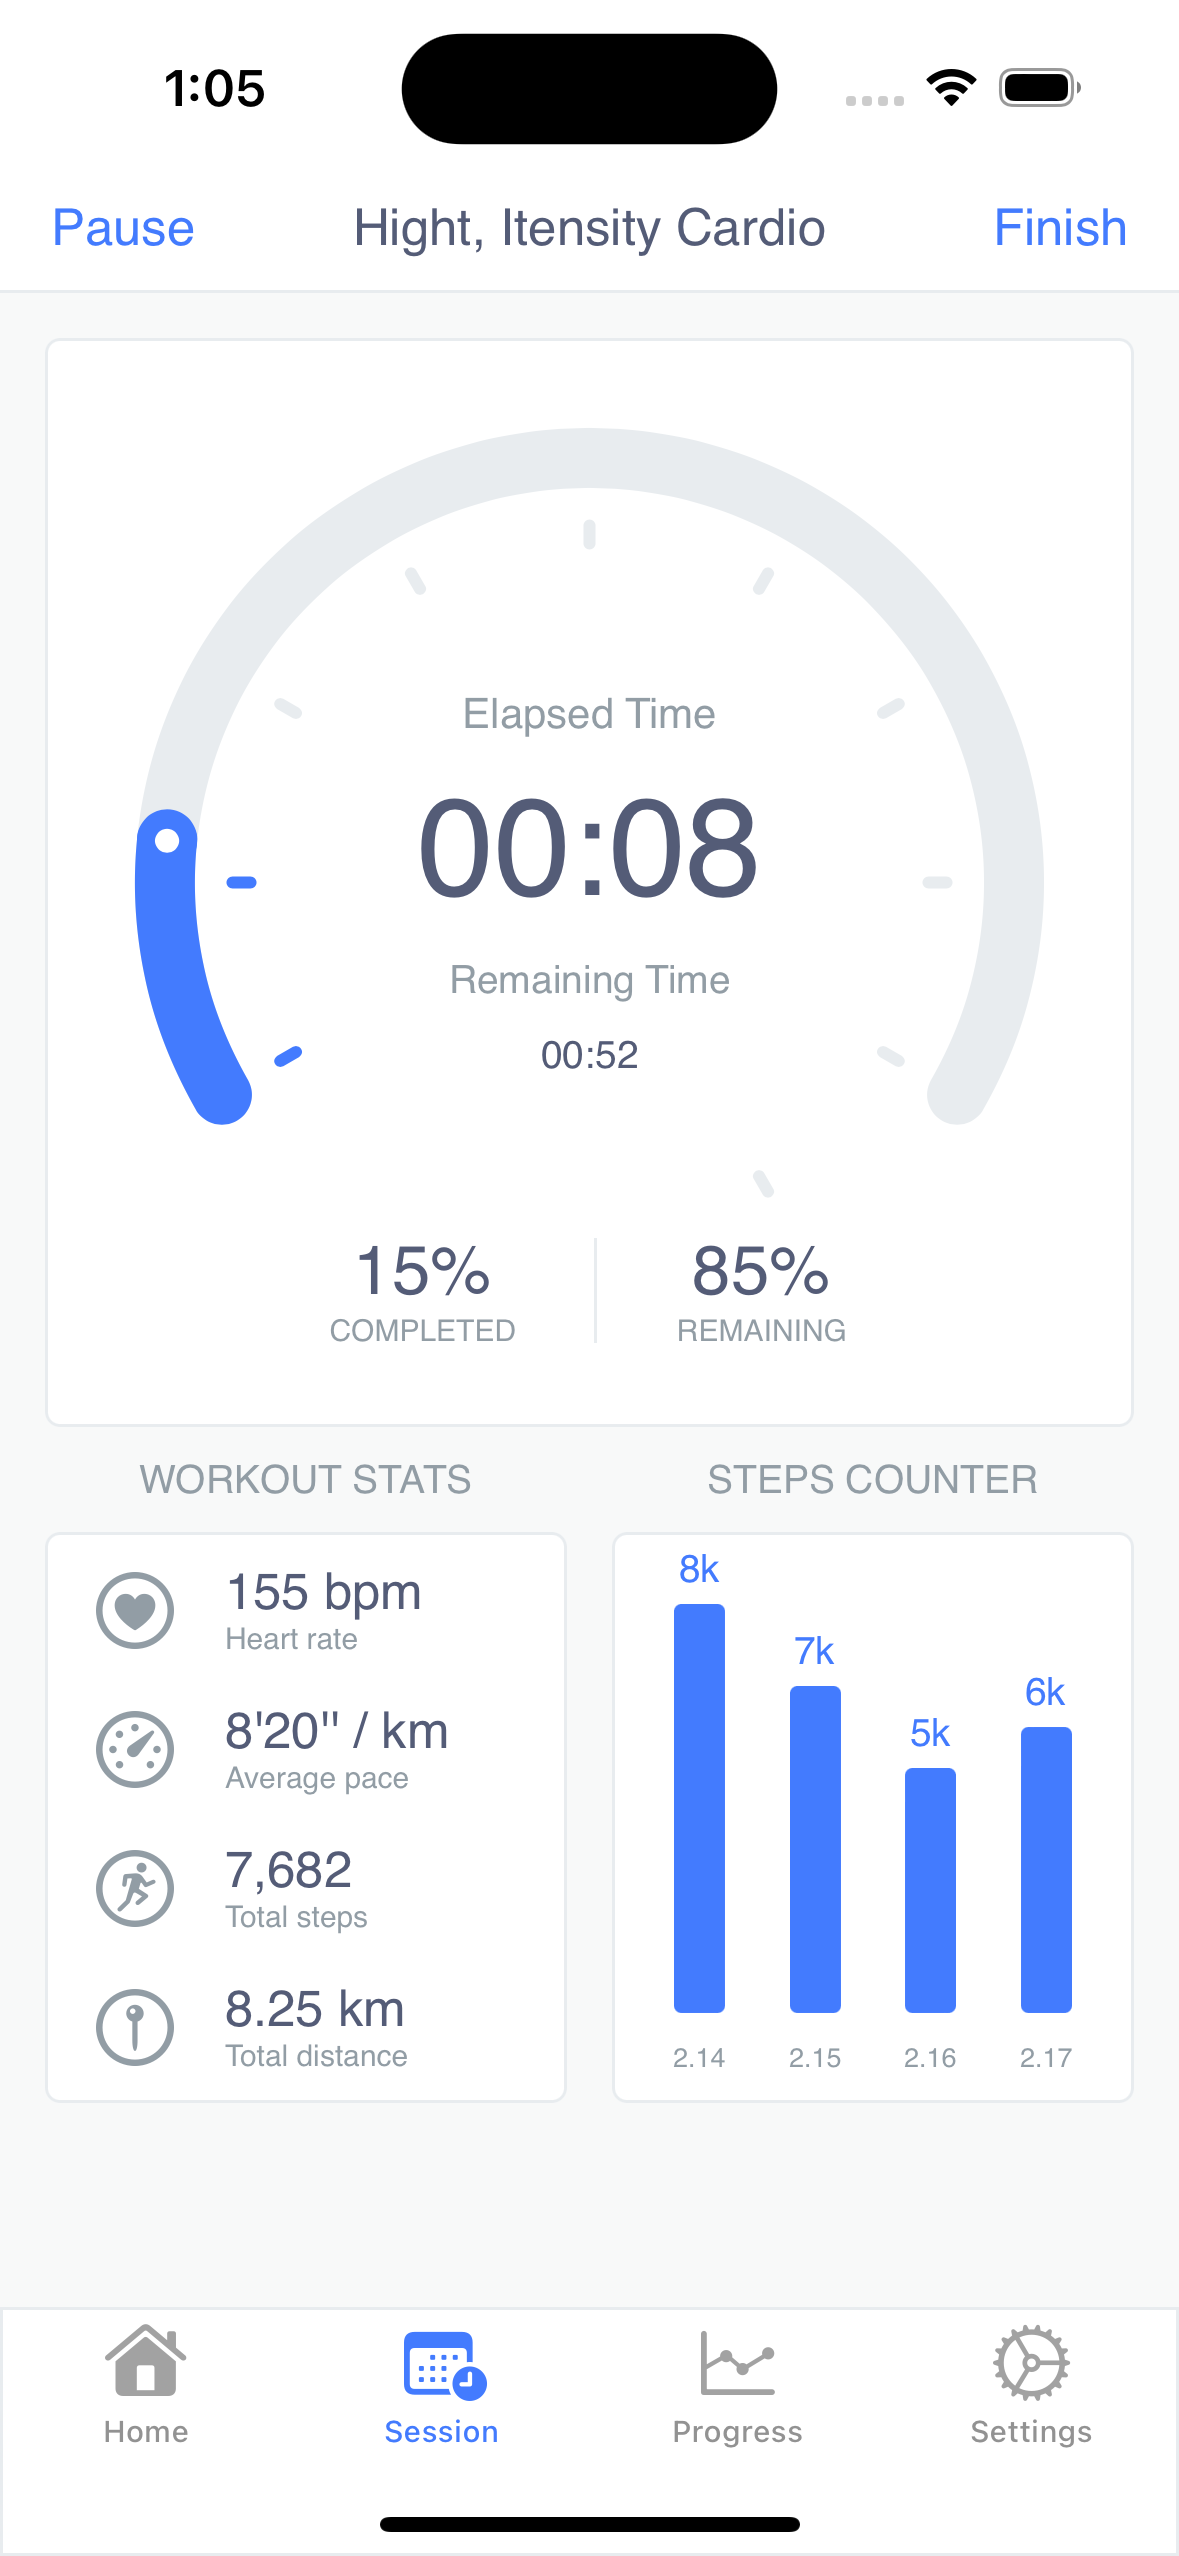 1:05
Pause
Hight, Itensity Cardio
Finish
Elapsed Time
00:08
Remaining Time
00:52
15%
COMPLETED
85%
REMAINING
WORKOUT STATS
155 bpm
Heart rate
8'20" / km
Average pace
7,682
Total steps
8.25 km
Total distance
STEPS COUNTER
8k
7k
5k
6k
2.14
2.15
2.16
2.17
Home
Session
Progress
Settings